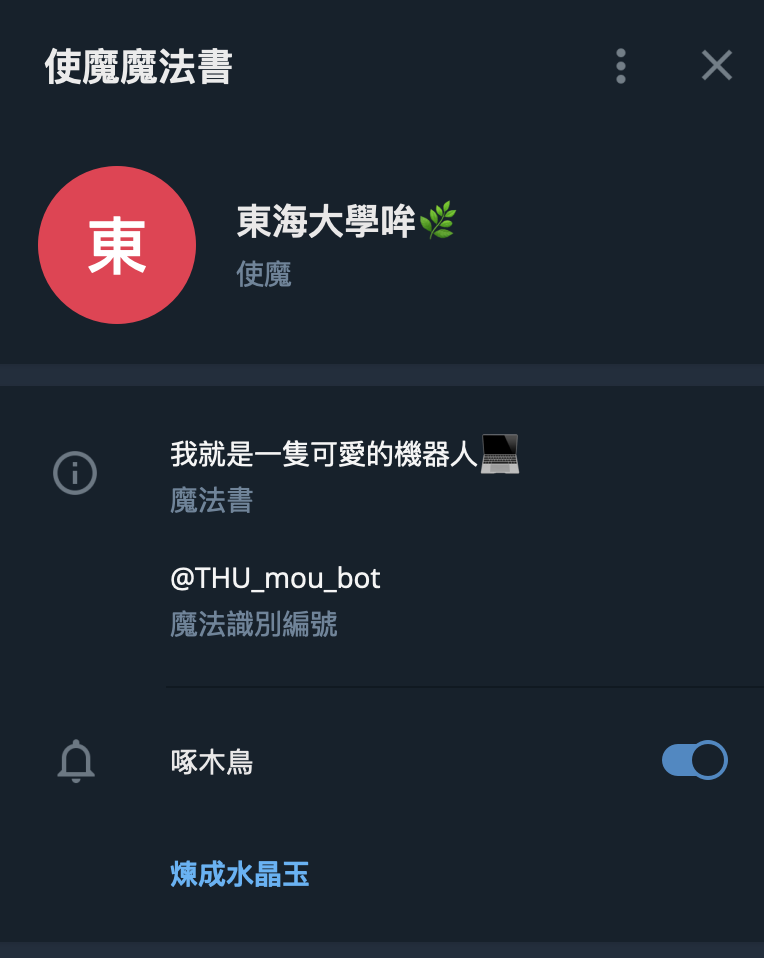 使魔魔法書
東
東海大學哞🌿
使魔
我就是一隻可愛的機器人💻
魔法書
@THU_mou_bot
魔法識別編號
啄木鳥
煉成水晶玉